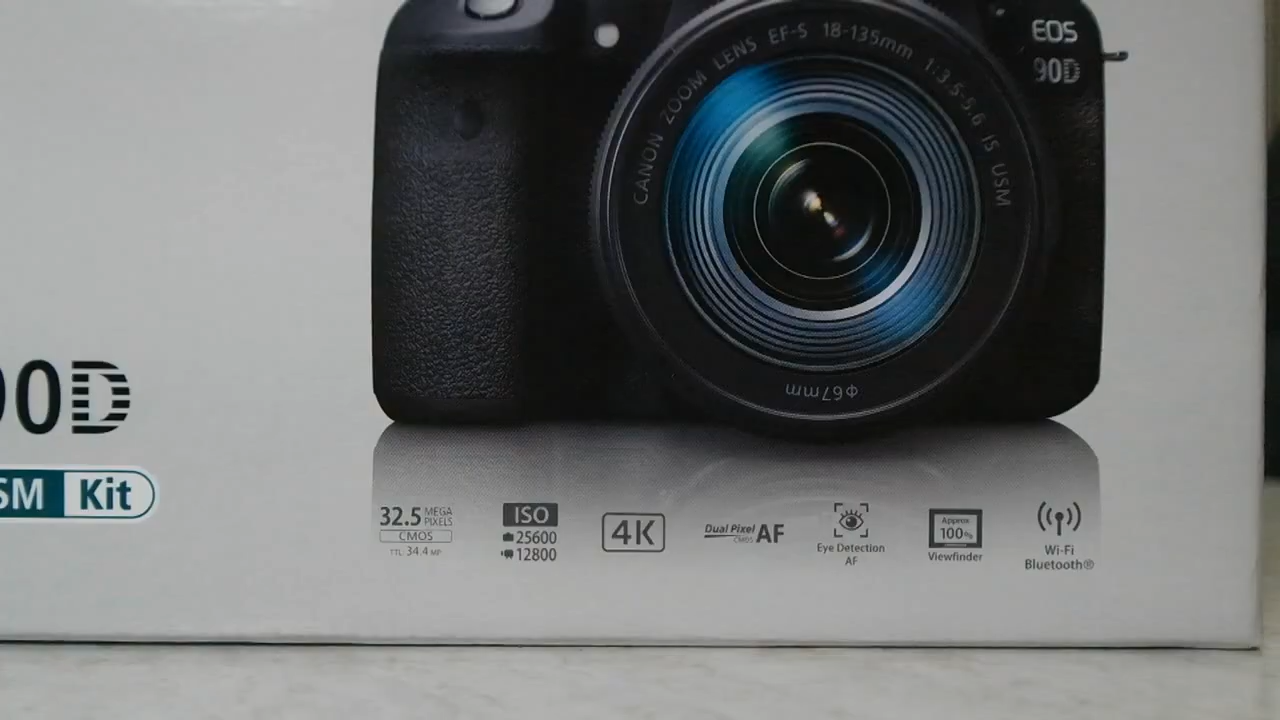 EOS
90D
CANON ZOOM LENS EF-S 18-135mm 1:3.5-5.6 IS USM
Φ67mm
90D
SM Kit
32.5 MEGA PIXELS
CMOS
TTL: 34.4 MP
ISO
25600
12800
4K
Dual Pixel CMOS AF
Eye Detection
AF
Approx
100%
Viewfinder
Wi-Fi
Bluetooth®